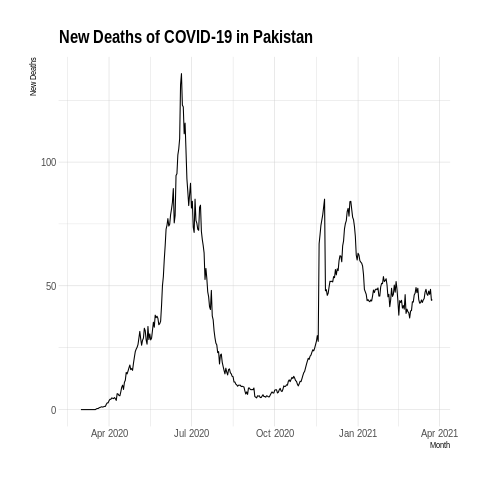 New Deaths of COVID-19 in Pakistan
New Deaths
100
50
0
Apr 2020 Jul 2020 Oct 2020 Jan 2021 Apr 2021
Month